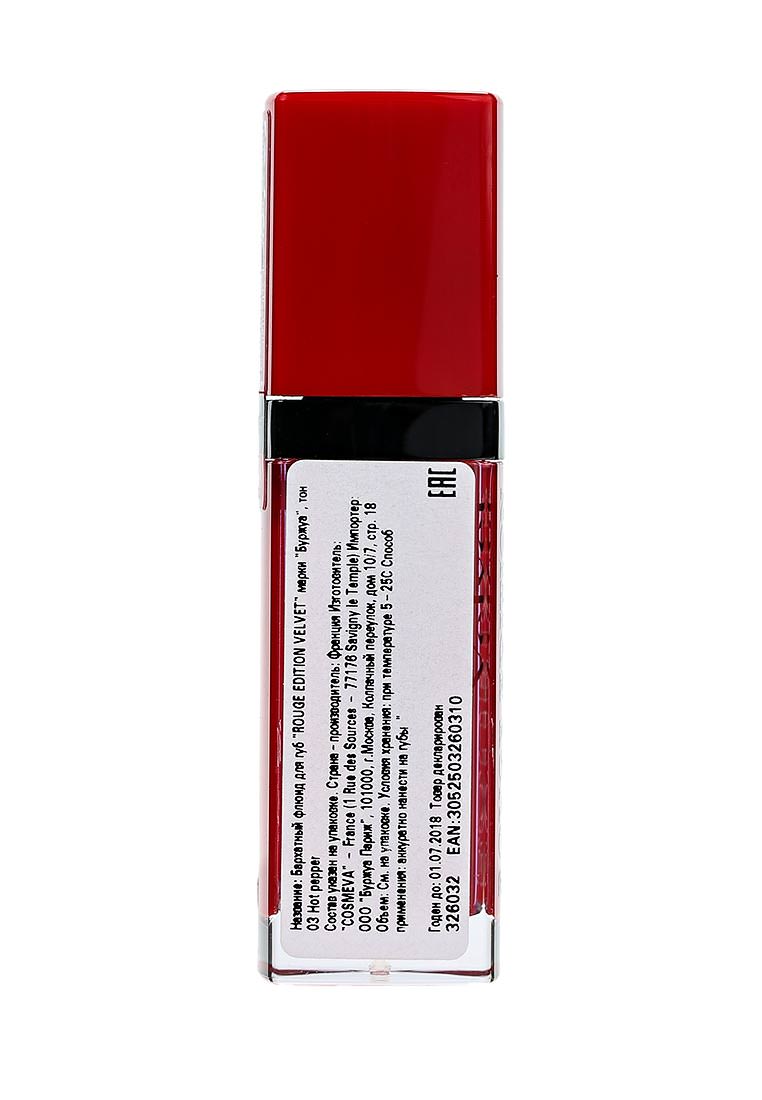 Название: Бархатный флюид для губ "ROUGE EDITION VELVET" марки "Буржуа", тон
03 Hot pepper
Состав указан на упаковке. Страна - производитель: Франция Изготовитель:
"COSMEVA" - France (1 Rue des Sources - 77176 Savigny le Temple) Импортер:
ООО "Буржуа Париж", 101000, г.Москва, Колпачный переулок, дом 10/7, стр. 18
Объем: См. на упаковке. Условия хранения: при температуре 5 - 25С Способ
применения: аккуратно нанести на губы "
EAC
Годен до: 01.07.2018 Товар декларирован
326032 EAN:3052503260310